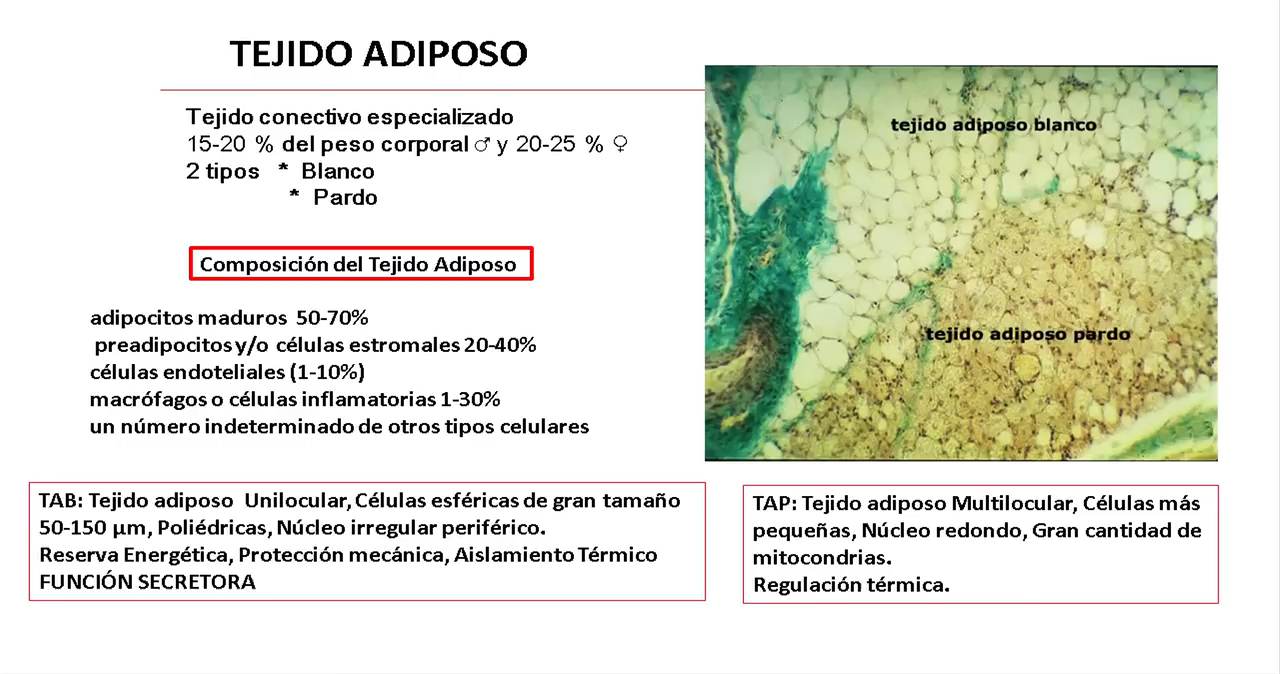 TEJIDO ADIPOSO
Tejido conectivo especializado
15-20 % del peso corporal ♂ y 20-25 % ♀
2 tipos * Blanco
* Pardo
Composición del Tejido Adiposo
adipocitos maduros 50-70%
preadipocitos y/o células estromales 20-40%
células endoteliales (1-10%)
macrófagos o células inflamatorias 1-30%
un número indeterminado de otros tipos celulares
tejido adiposo blanco
tejido adiposo pardo
TAB: Tejido adiposo Unilocular, Células esféricas de gran tamaño
50-150 μm, Poliédricas, Núcleo irregular periférico.
Reserva Energética, Protección mecánica, Aislamiento Térmico
FUNCIÓN SECRETORA
TAP: Tejido adiposo Multilocular, Células más
pequeñas, Núcleo redondo, Gran cantidad de
mitocondrias.
Regulación térmica.